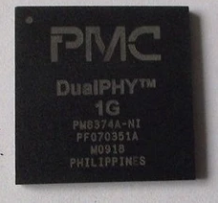 PMC
DualPHY™
1G
PM8374A-NI
PF070351A
M0918
PHILIPPINES